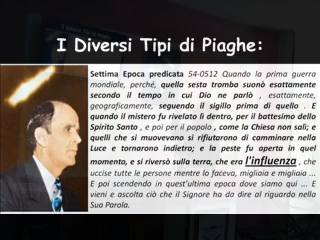 I Diversi Tipi di Piaghe:
Settima Epoca predicata 54-0512 Quando la prima guerra
mondiale, perché, quella sesta tromba suonò esattamente
secondo il tempo in cui Dio ne parlò , esattamente,
geograficamente, seguendo il sigillo prima di quello . E
quando il mistero fu rivelato lì dentro, per il battesimo dello
Spirito Santo , e poi per il popolo , come la Chiesa non salì; e
quelli che si muovevano si rifiutarono di camminare nella
Luce e tornarono indietro; e la peste fu aperta in quel
momento, e si riversò sulla terra, che era l'influenza , che
uccise tutte le persone mentre lo faceva, migliaia e migliaia ...
E poi scendendo in quest'ultima epoca dove siamo qui ... E
vieni e ascolta ciò che il Signore ha da dire al riguardo nella
Sua Parola.